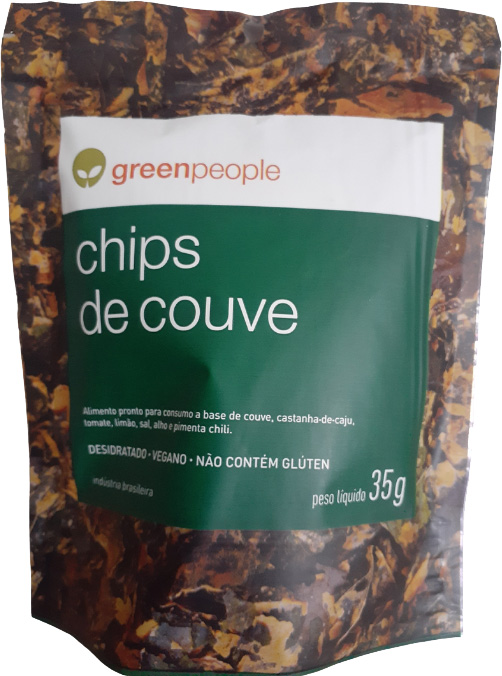 greenpeople
chips
de couve
Alimento pronto para consumo a base de couve, castanha-de-caju,
tomate, limão, sal, alho e pimenta chili.
DESIDRATADO • VEGANO • NÃO CONTÉM GLÚTEN
indústria brasileira
peso líquido 35g